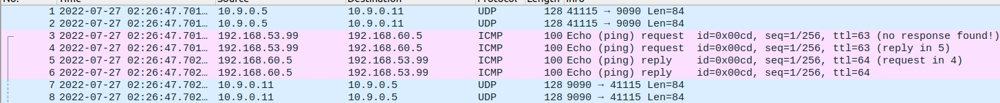 No. Time Source Destination Protocol Length Info
1 2022-07-27 02:26:47.701… 10.9.0.5 10.9.0.11 UDP 128 41115 → 9090 Len=84
2 2022-07-27 02:26:47.701… 10.9.0.5 10.9.0.11 UDP 128 41115 → 9090 Len=84
3 2022-07-27 02:26:47.701… 192.168.53.99 192.168.60.5 ICMP 100 Echo (ping) request id=0x00cd, seq=1/256, ttl=63 (no response found!)
4 2022-07-27 02:26:47.701… 192.168.53.99 192.168.60.5 ICMP 100 Echo (ping) request id=0x00cd, seq=1/256, ttl=63 (reply in 5)
5 2022-07-27 02:26:47.702… 192.168.60.5 192.168.53.99 ICMP 100 Echo (ping) reply id=0x00cd, seq=1/256, ttl=64 (request in 4)
6 2022-07-27 02:26:47.702… 192.168.60.5 192.168.53.99 ICMP 100 Echo (ping) reply id=0x00cd, seq=1/256, ttl=64
7 2022-07-27 02:26:47.702… 10.9.0.11 10.9.0.5 UDP 128 9090 → 41115 Len=84
8 2022-07-27 02:26:47.702… 10.9.0.11 10.9.0.5 UDP 128 9090 → 41115 Len=84